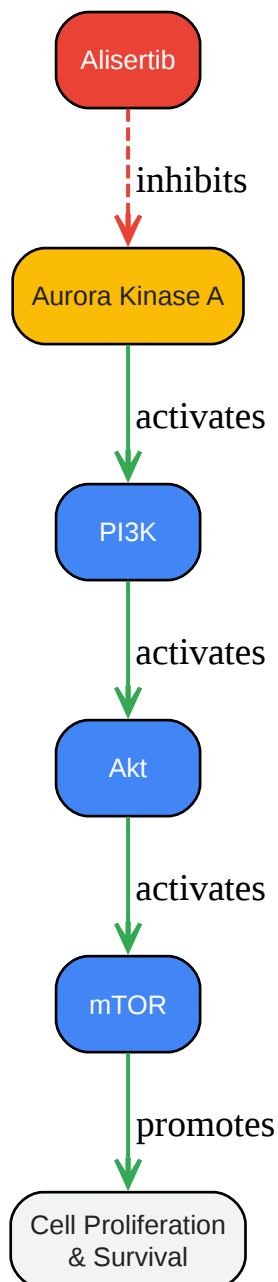 Alisertib
inhibits
Aurora Kinase A
activates
PI3K
activates
Akt
activates
mTOR
promotes
Cell Proliferation
& Survival